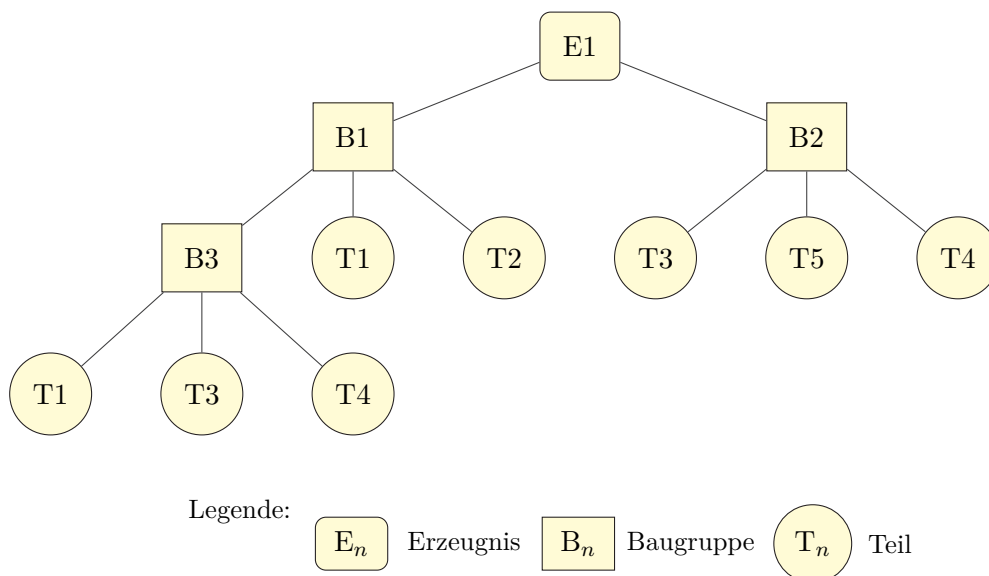 E1
B1 B2
B3 T1 T2 T3 T5 T4
T1 T3 T4
Legende:
Eₙ Erzeugnis Bₙ Baugruppe Tₙ Teil